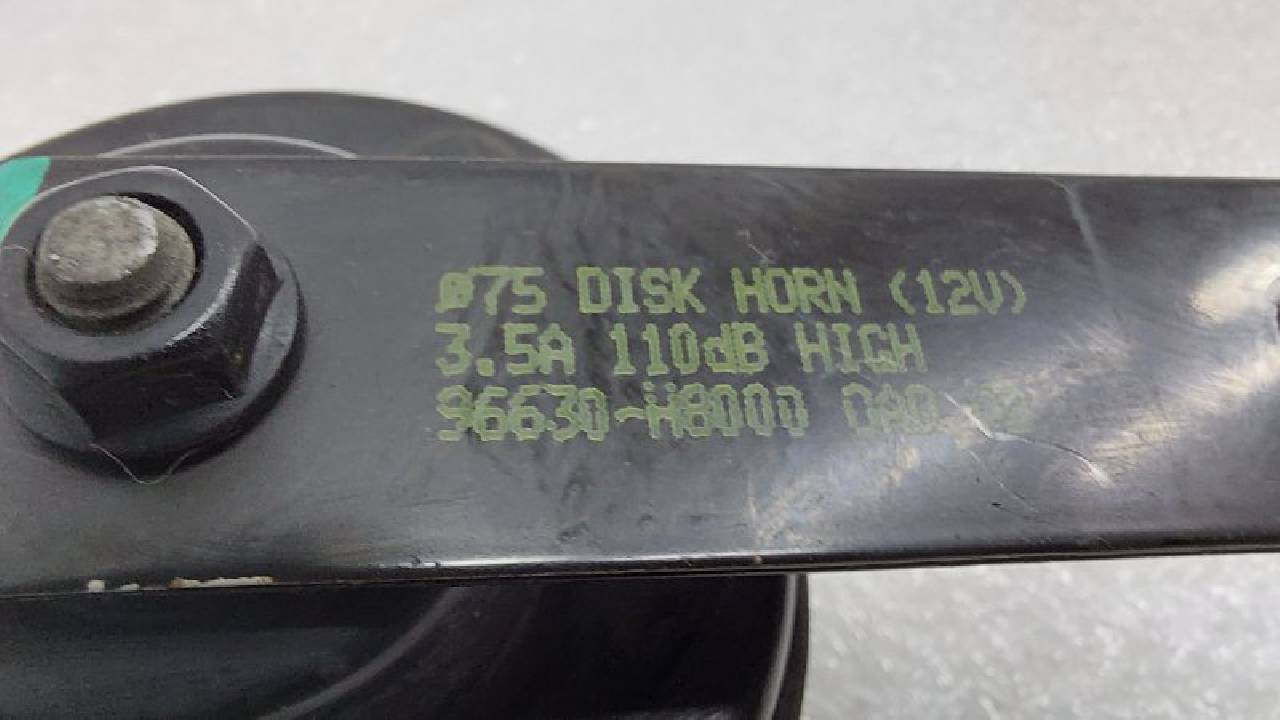 Ø75 DISK HORN (12V)
3.5A 110dB HIGH
96630-H8000